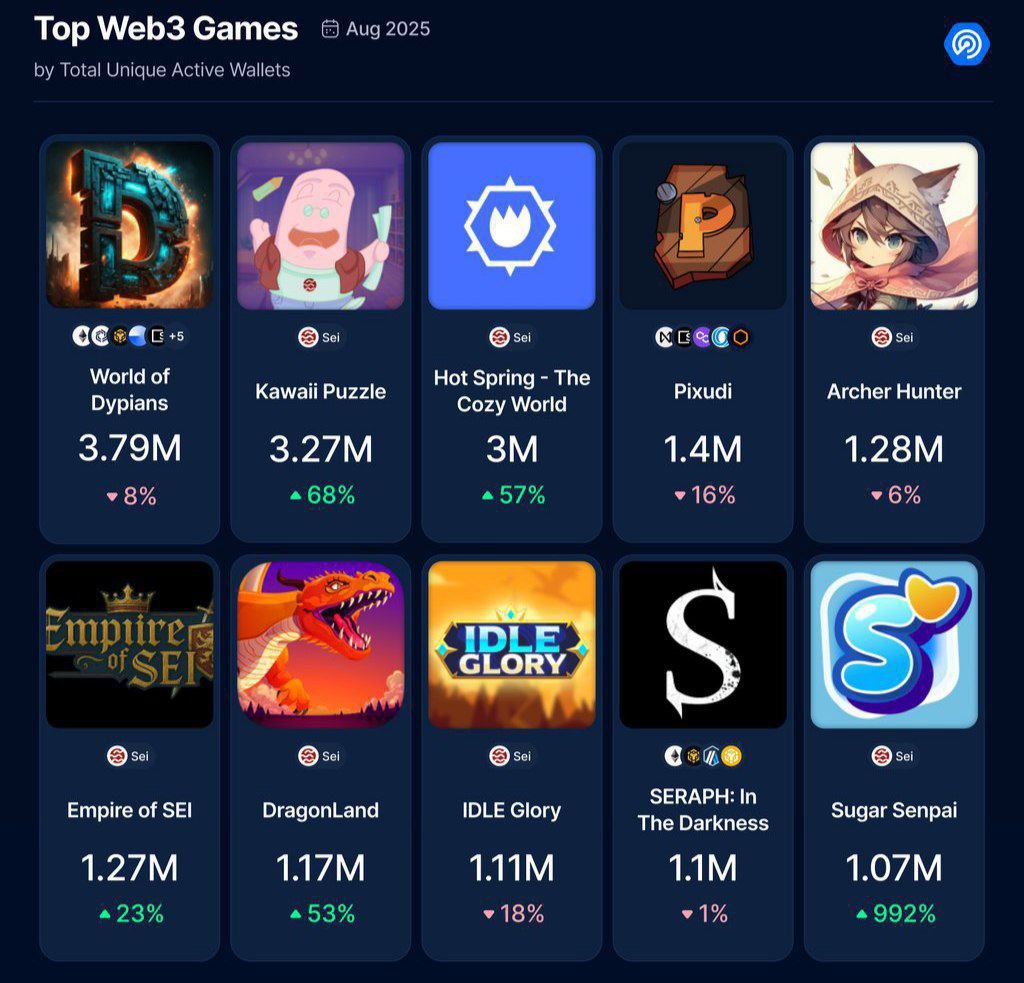 Top Web3 Games
Aug 2025
by Total Unique Active Wallets
D
P
+5
Sei
Sei
Sei
World of
Dypians
Kawaii Puzzle
Hot Spring - The
Cozy World
Pixudi
Archer Hunter
3.79M
3.27M
3M
1.4M
1.28M
8%
68%
57%
16%
6%
Empiire
of SEI
IDLE
GLORY
S
S
Sei
Sei
Sei
Sei
Empire of SEI
DragonLand
IDLE Glory
SERAPH: In
The Darkness
Sugar Senpai
1.27M
1.17M
1.11M
1.1M
1.07M
23%
53%
18%
1%
992%